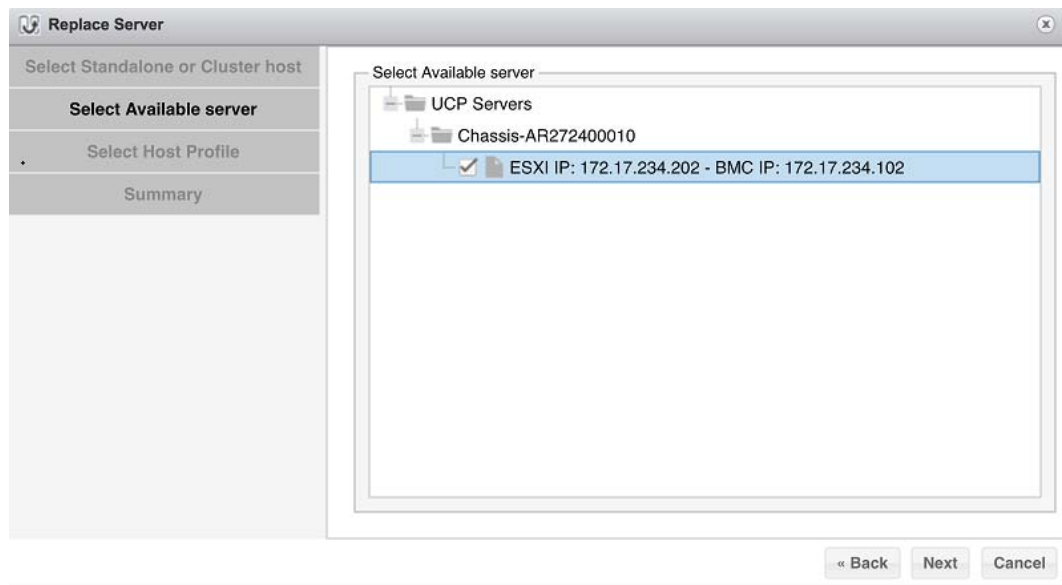 Replace Server
Select Standalone or Cluster host
Select Available server
Select Host Profile
Summary
Select Available server
UCP Servers
Chassis-AR272400010
ESXI IP: 172.17.234.202 - BMC IP: 172.17.234.102
« Back Next Cancel